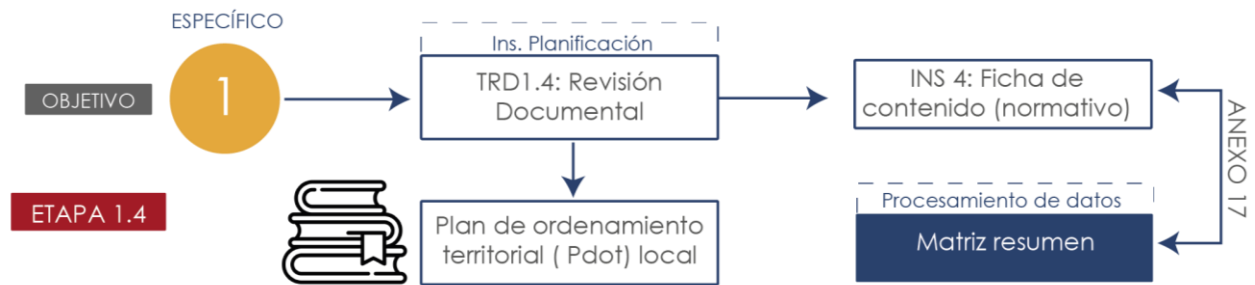 ESPECÍFICO
OBJETIVO
1
Ins. Planificación
TRD1.4: Revisión
Documental
INS 4: Ficha de
contenido (normativo)
ANEXO 17
ETAPA 1.4
Plan de ordenamiento
territorial ( Pdot) local
Procesamiento de datos
Matriz resumen